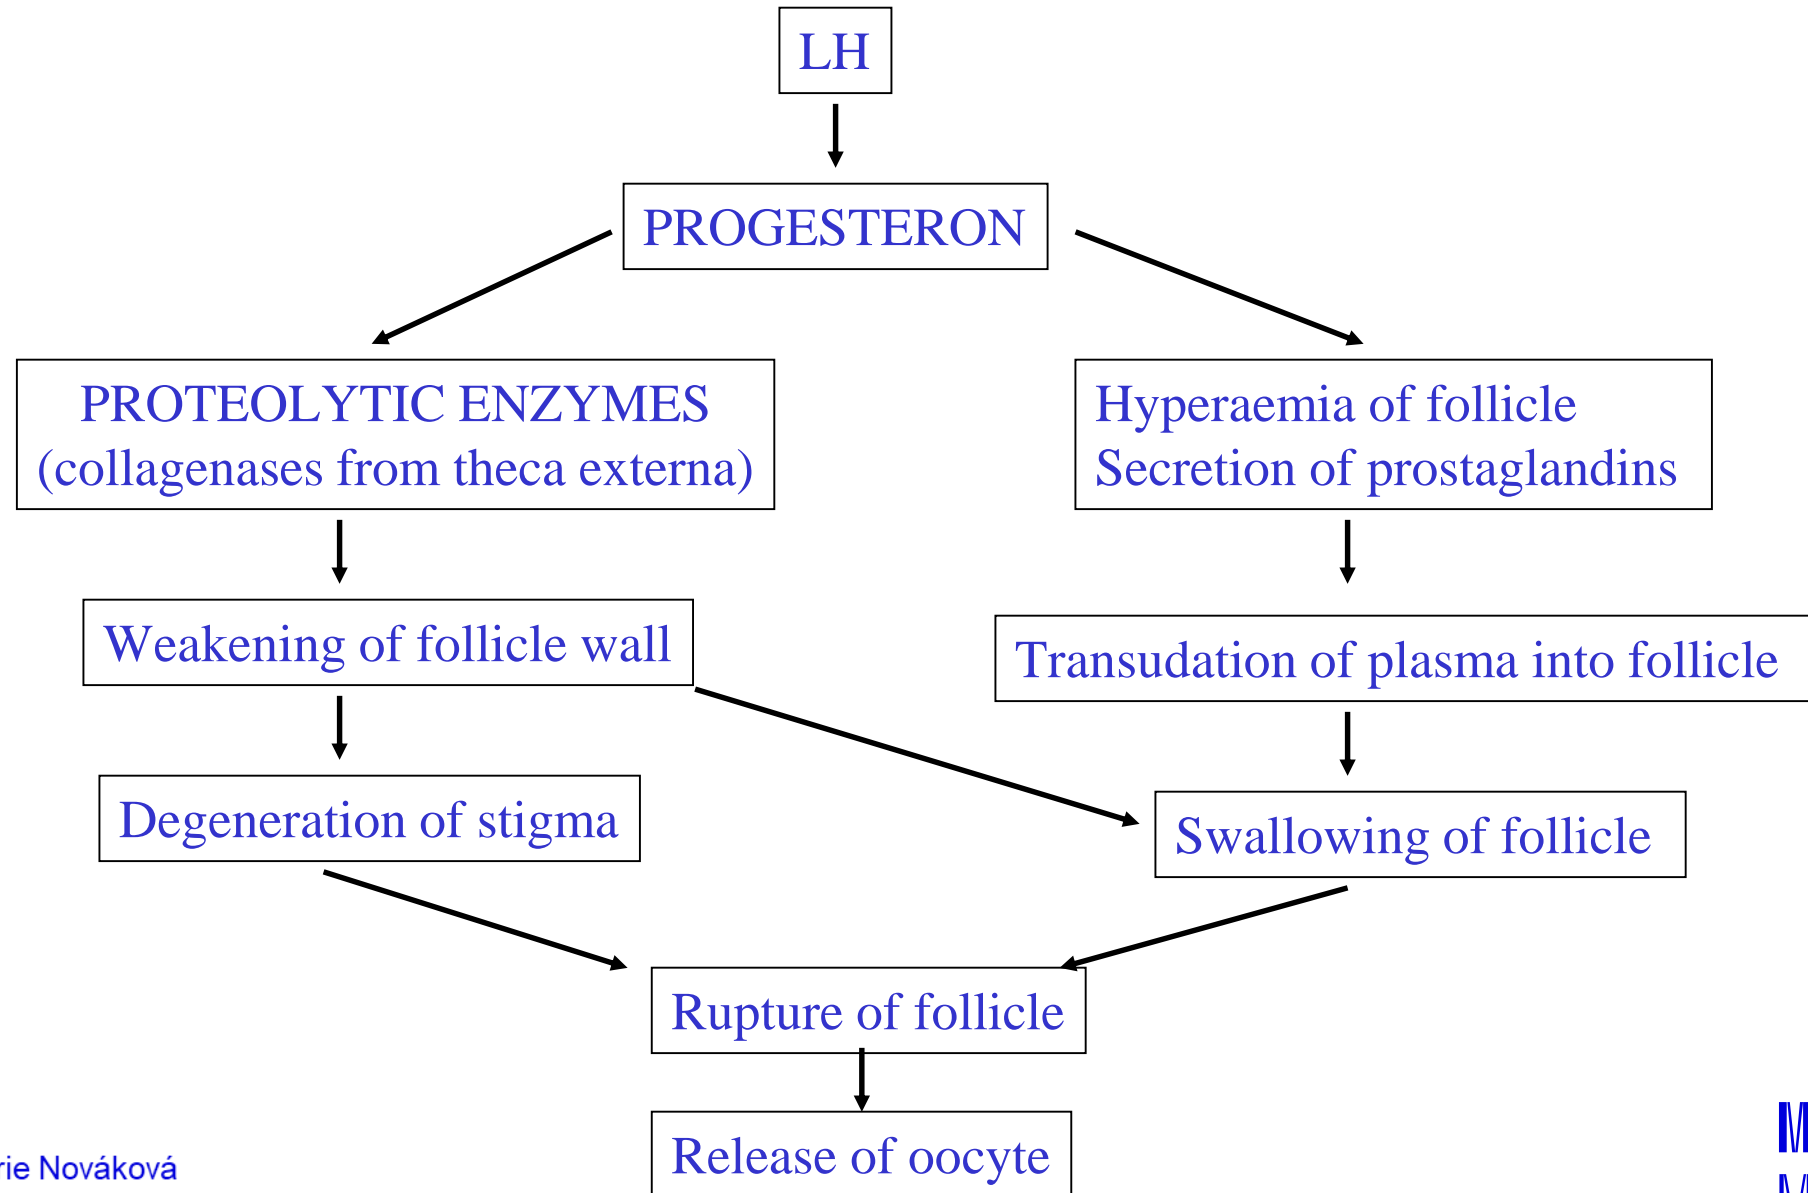 LH
PROGESTERON
PROTEOLYTIC ENZYMES
(collagenases from theca externa)
Hyperaemia of follicle
Secretion of prostaglandins
Weakening of follicle wall
Transudation of plasma into follicle
Degeneration of stigma
Swallowing of follicle
Rupture of follicle
Release of oocyte
rie Nováková